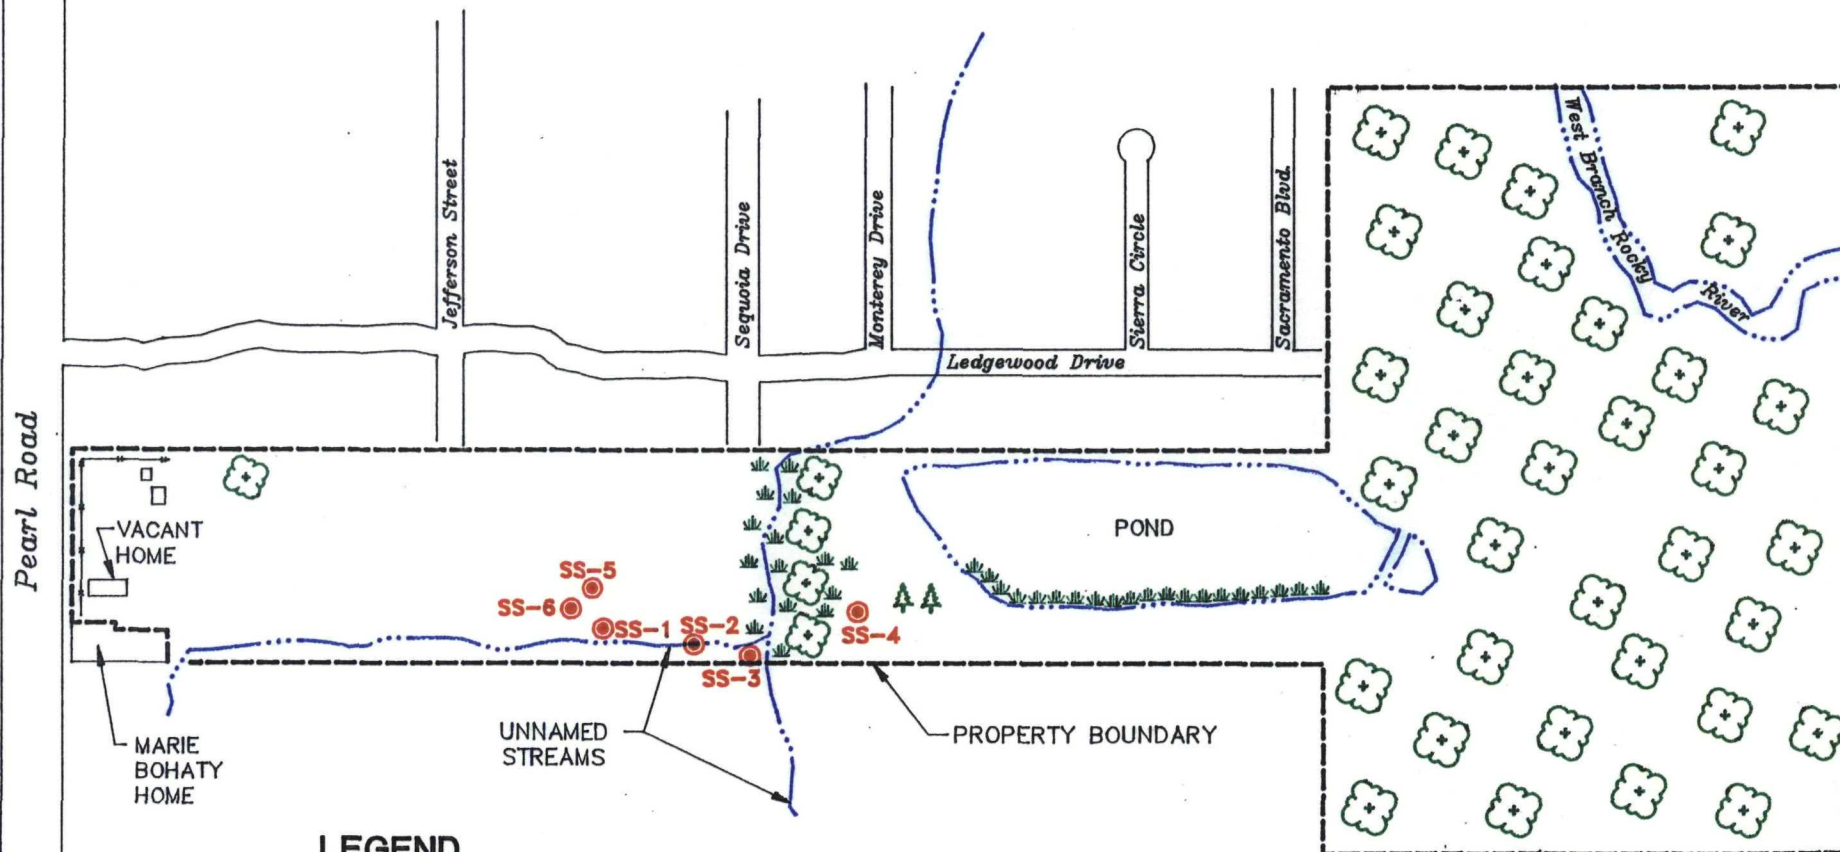 Pearl Road
Jefferson Street
Sequoia Drive
Monterey Drive
Sierra Circle
Sacramento Blvd.
West Branch Rocky River
Ledgewood Drive
VACANT
HOME
POND
SS-5
SS-6
SS-1
SS-2
SS-3
SS-4
MARIE
BOHATY
HOME
UNNAMED
STREAMS
PROPERTY BOUNDARY
LEGEND